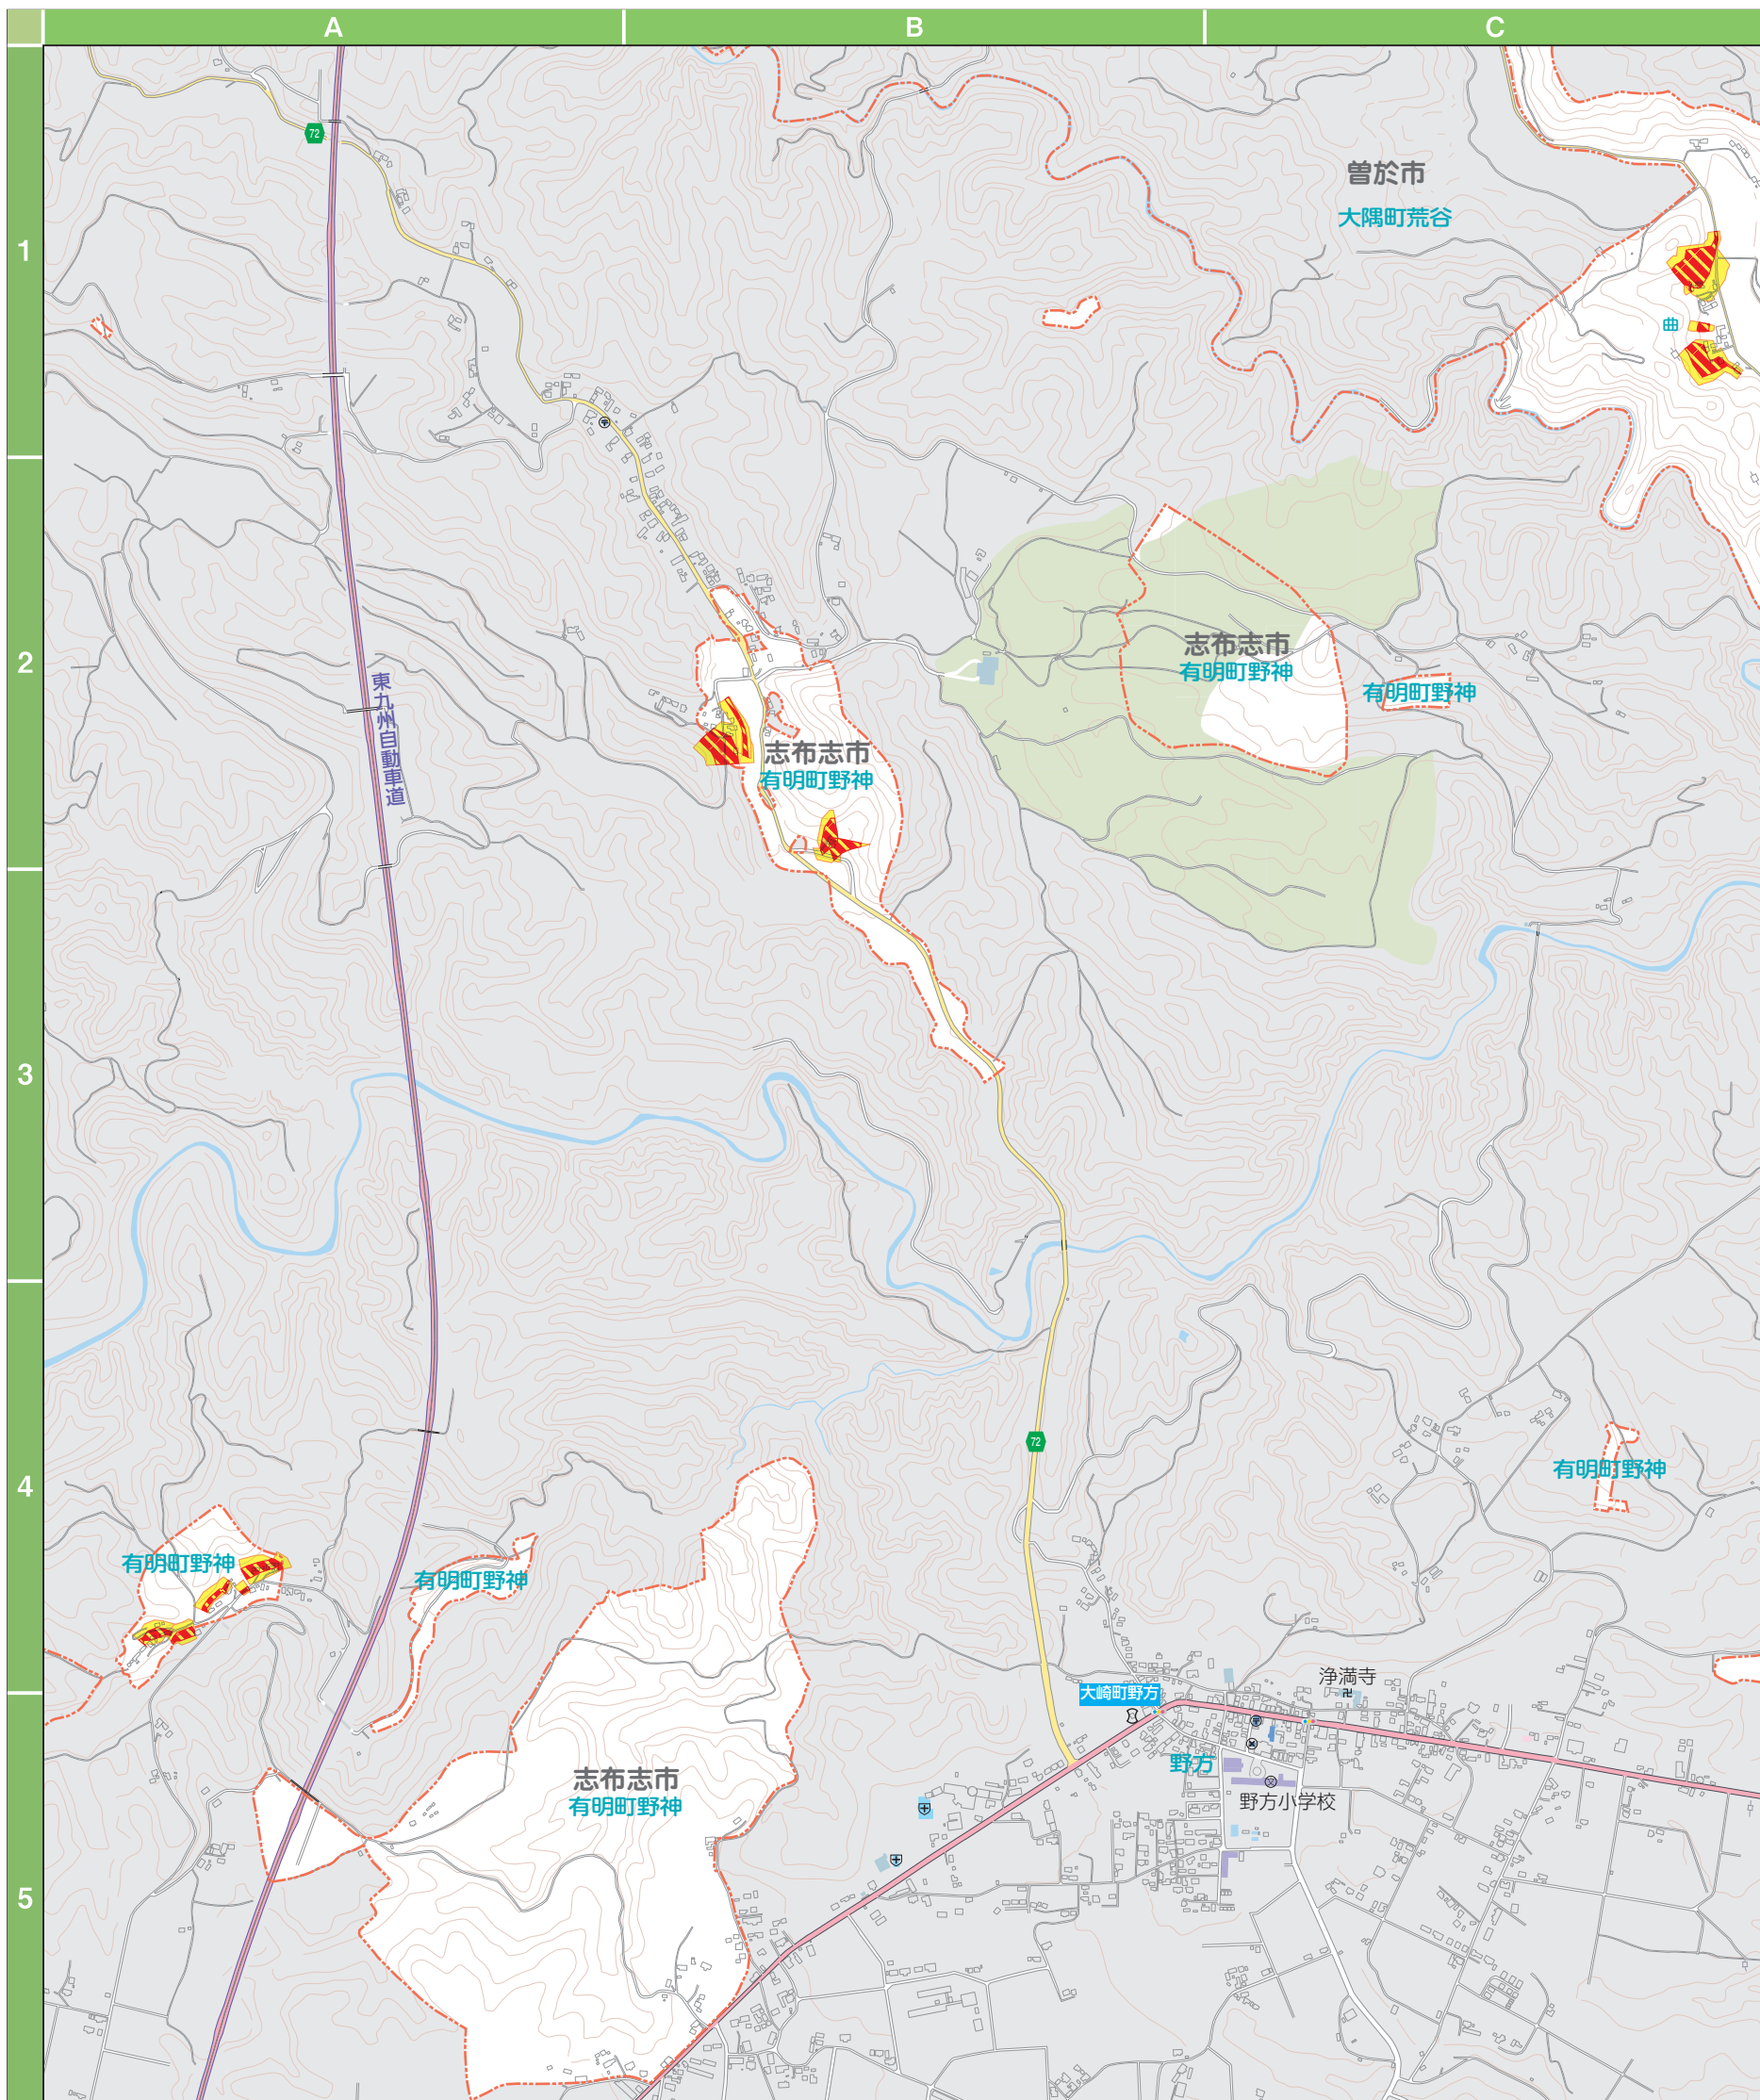 A
B
C
1
2
3
4
5
72
曽於市
大隅町荒谷
曲
志布志市
有明町野神
有明町野神
東九州自動車道
志布志市
有明町野神
72
有明町野神
有明町野神
有明町野神
浄満寺
大崎町野方
野方
野方小学校
志布志市
有明町野神